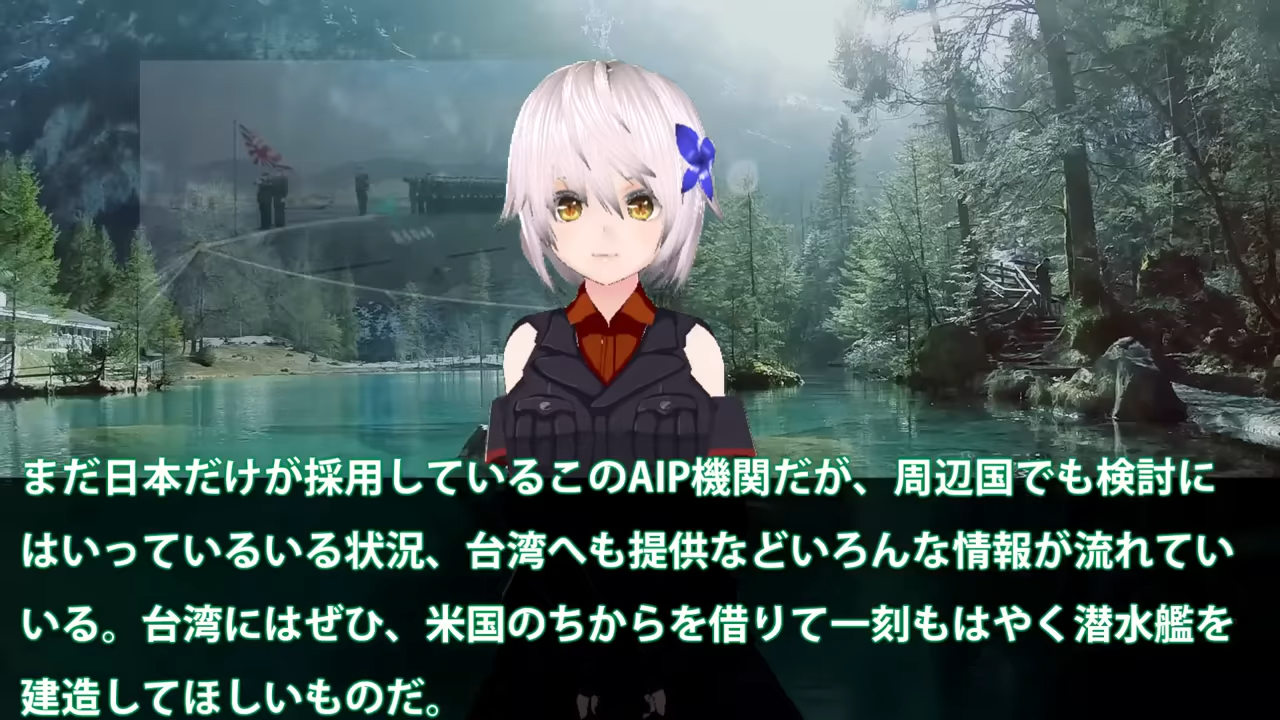 まだ日本だけが採用しているこのAIP機関だが、周辺国でも検討に
はいっているいる状況、台湾へも提供などいろんな情報が流れてい
いる。台湾にはぜひ、米国のちからを借りて一刻もはやく潜水艦を
建造してほしいものだ。